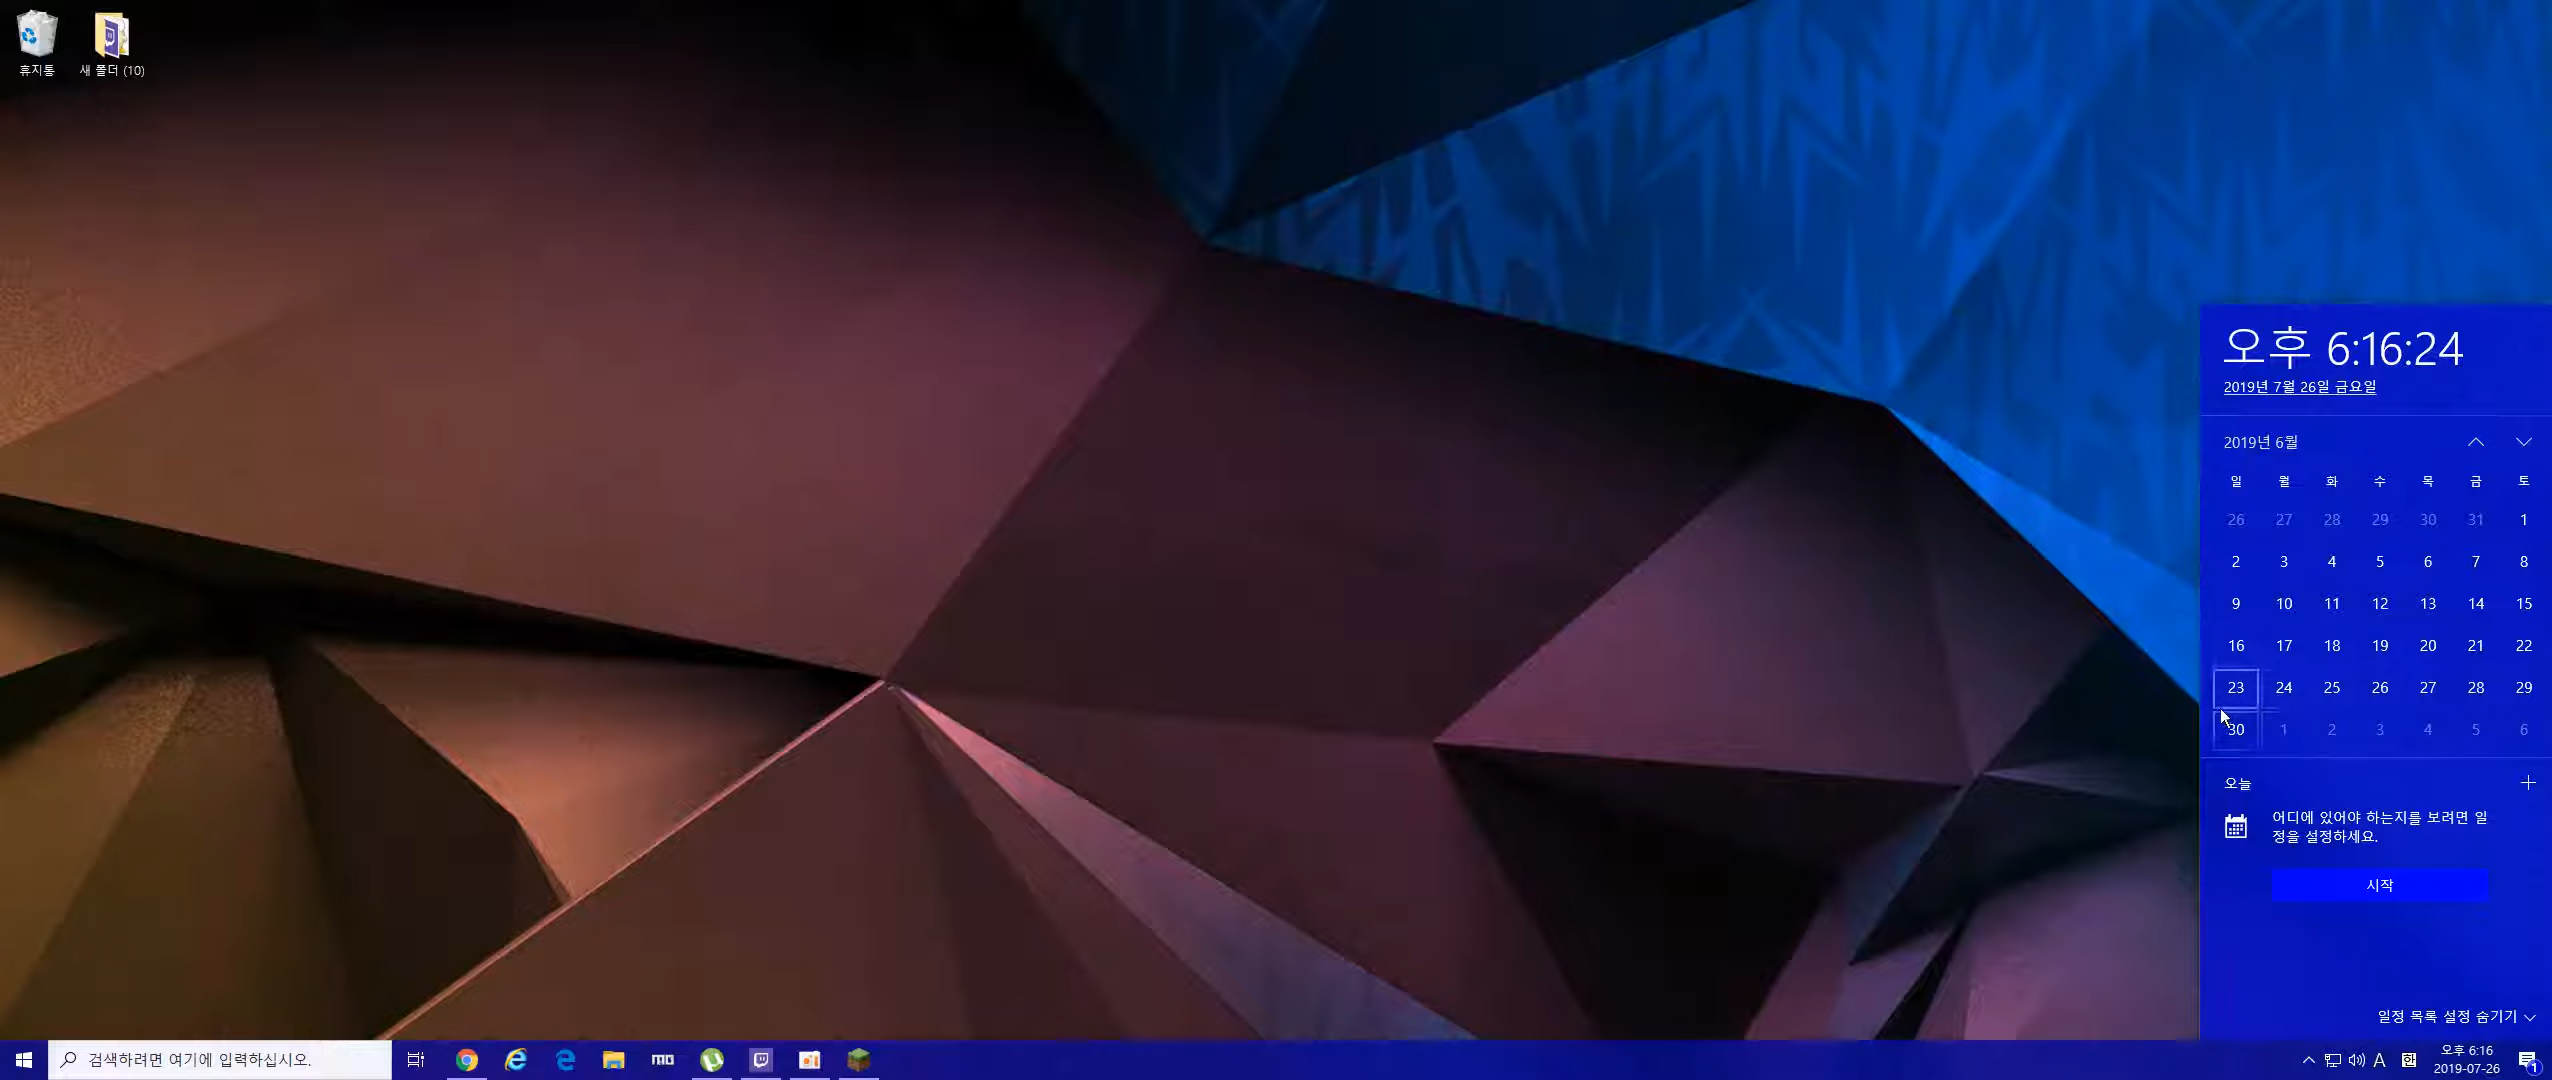 휴지통
새 폴더 (10)
오후 6:16:24
2019년 7월 26일 금요일
2019년 6월
일 월 화 수 목 금 토
26 27 28 29 30 31 1
2 3 4 5 6 7 8
9 10 11 12 13 14 15
16 17 18 19 20 21 22
23 24 25 26 27 28 29
30 1 2 3 4 5 6
오늘
어디에 있어야 하는지를 보려면 일
정을 설정하세요.
시작
일정 목록 설정 숨기기
검색하려면 여기에 입력하십시오.
A 한 오후 6:16
2019-07-26
1